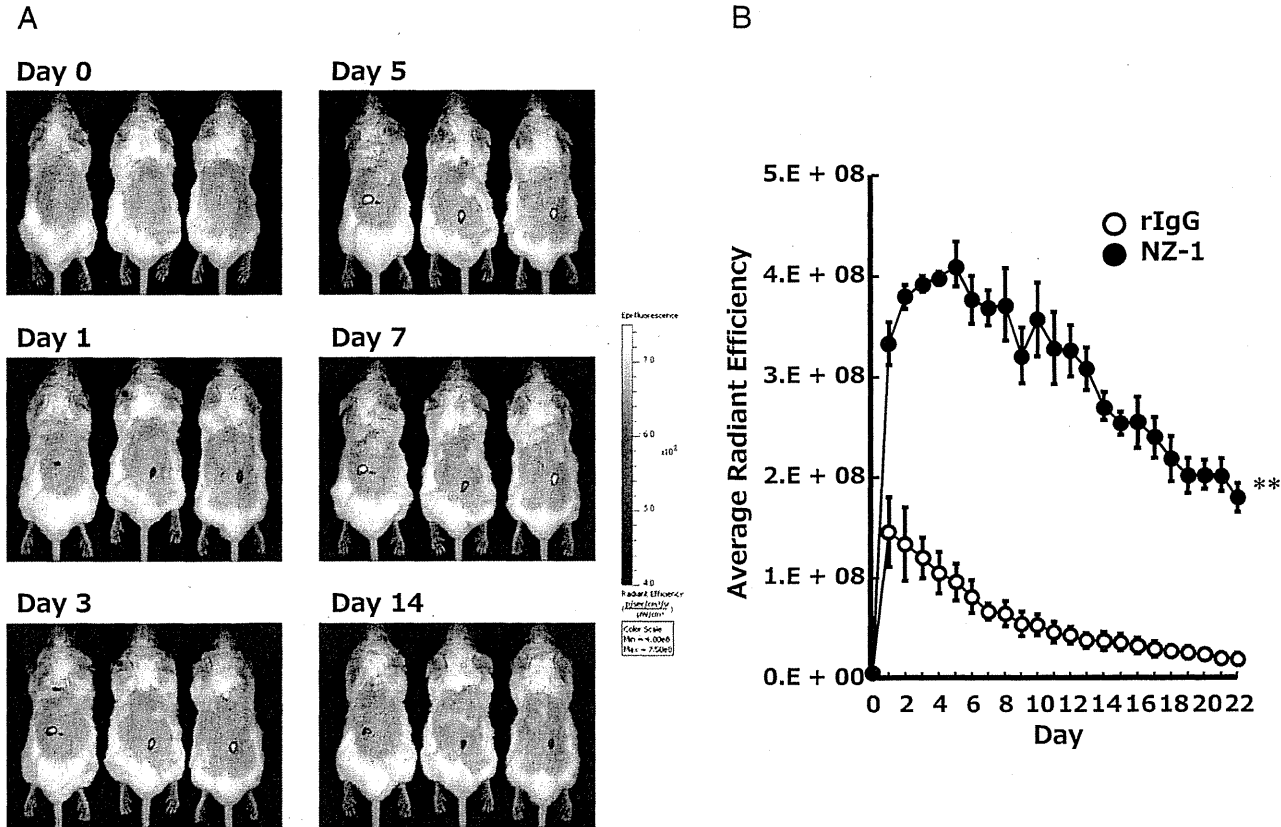 A
B
Day 0
Day 5
Day 1
Day 7
Day 3
Day 14
Epi-fluorescence
7.0
6.0
5.0
4.0
Radiant Efficiency
Color Scale
Min = 4.00e8
Max = 7.50e8
5.E + 08
4.E + 08
3.E + 08
2.E + 08
1.E + 08
0.E + 00
Average Radiant Efficiency
rIgG
NZ-1
**
0 2 4 6 8 10 12 14 16 18 20 22
Day